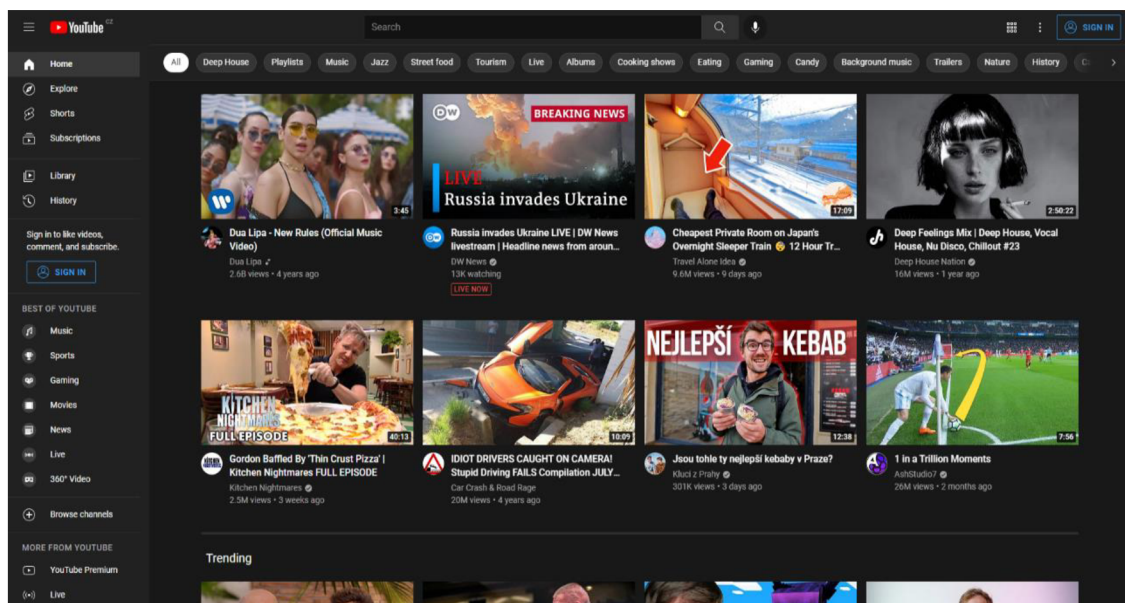 YouTube CZ
Search
SIGN IN
Home
Explore
Shorts
Subscriptions
Library
History
Sign in to like videos,
comment, and subscribe.
SIGN IN
BEST OF YOUTUBE
Music
Sports
Gaming
Movies
News
Live
360° Video
Browse channels
MORE FROM YOUTUBE
YouTube Premium
Live
All Deep House Playlists Music Jazz Street food Tourism Live Albums Cooking shows Eating Gaming Candy Background music Trailers Nature History
3:45
Dua Lipa - New Rules (Official Music
Video)
Dua Lipa
2.6B views • 4 years ago
DW BREAKING NEWS
LIVE
Russia invades Ukraine
Russia invades Ukraine LIVE | DW News
livestream | Headline news from aroun...
DW News
13K watching
LIVE NOW
17:09
Cheapest Private Room on Japan's
Overnight Sleeper Train 😴 12 Hour Tr...
Travel Alone Idea
9.6M views • 9 days ago
2:50:22
Deep Feelings Mix | Deep House, Vocal
House, Nu Disco, Chillout #23
Deep House Nation
16M views • 1 year ago
KITCHEN
NIGHTMARES
FULL EPISODE
40:13
Gordon Baffled By 'Thin Crust Pizza' |
Kitchen Nightmares FULL EPISODE
Kitchen Nightmares
2.5M views • 3 weeks ago
10:09
IDIOT DRIVERS CAUGHT ON CAMERA!
Stupid Driving FAILS Compilation JULY...
Car Crash & Road Rage
20M views • 4 years ago
NEJLEPŠÍ KEBAB
12:38
Jsou tohle ty nejlepší kebaby v Praze?
Kluci z Prahy
301K views • 3 days ago
7:56
1 in a Trillion Moments
AshStudio7
26M views • 2 months ago
Trending